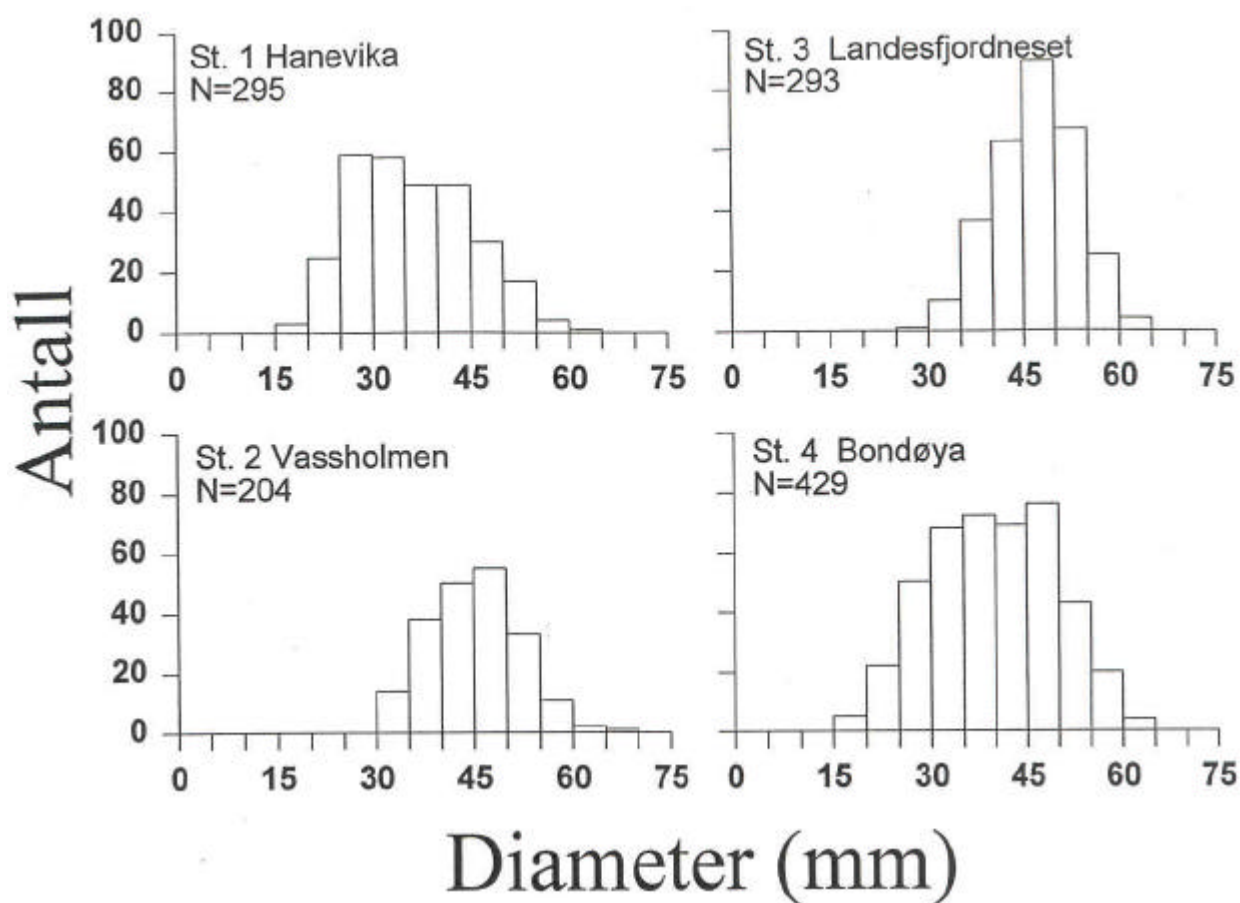 Antall
100
80
60
40
20
0
St. 1 Hanevika
N=295
0 15 30 45 60 75
St. 3 Landesfjordneset
N=293
0 15 30 45 60 75
100
80
60
40
20
0
St. 2 Vassholmen
N=204
0 15 30 45 60 75
St. 4 Bondøya
N=429
0 15 30 45 60 75
Diameter (mm)